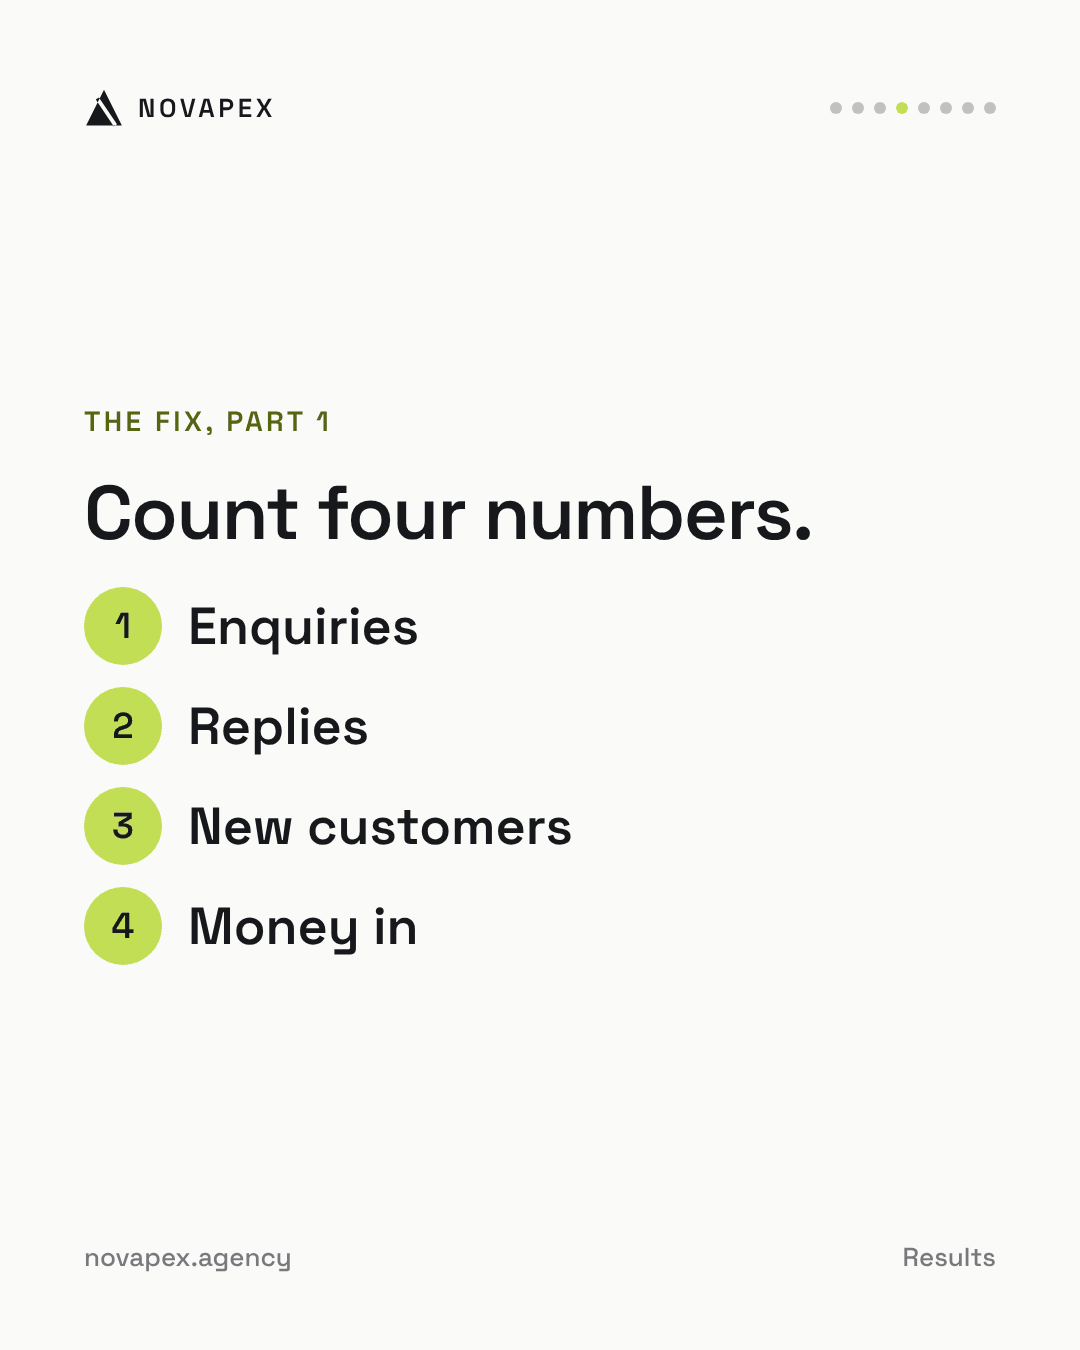 NOVAPEX
THE FIX, PART 1
Count four numbers.
1 Enquiries
2 Replies
3 New customers
4 Money in
novapex.agency
Results